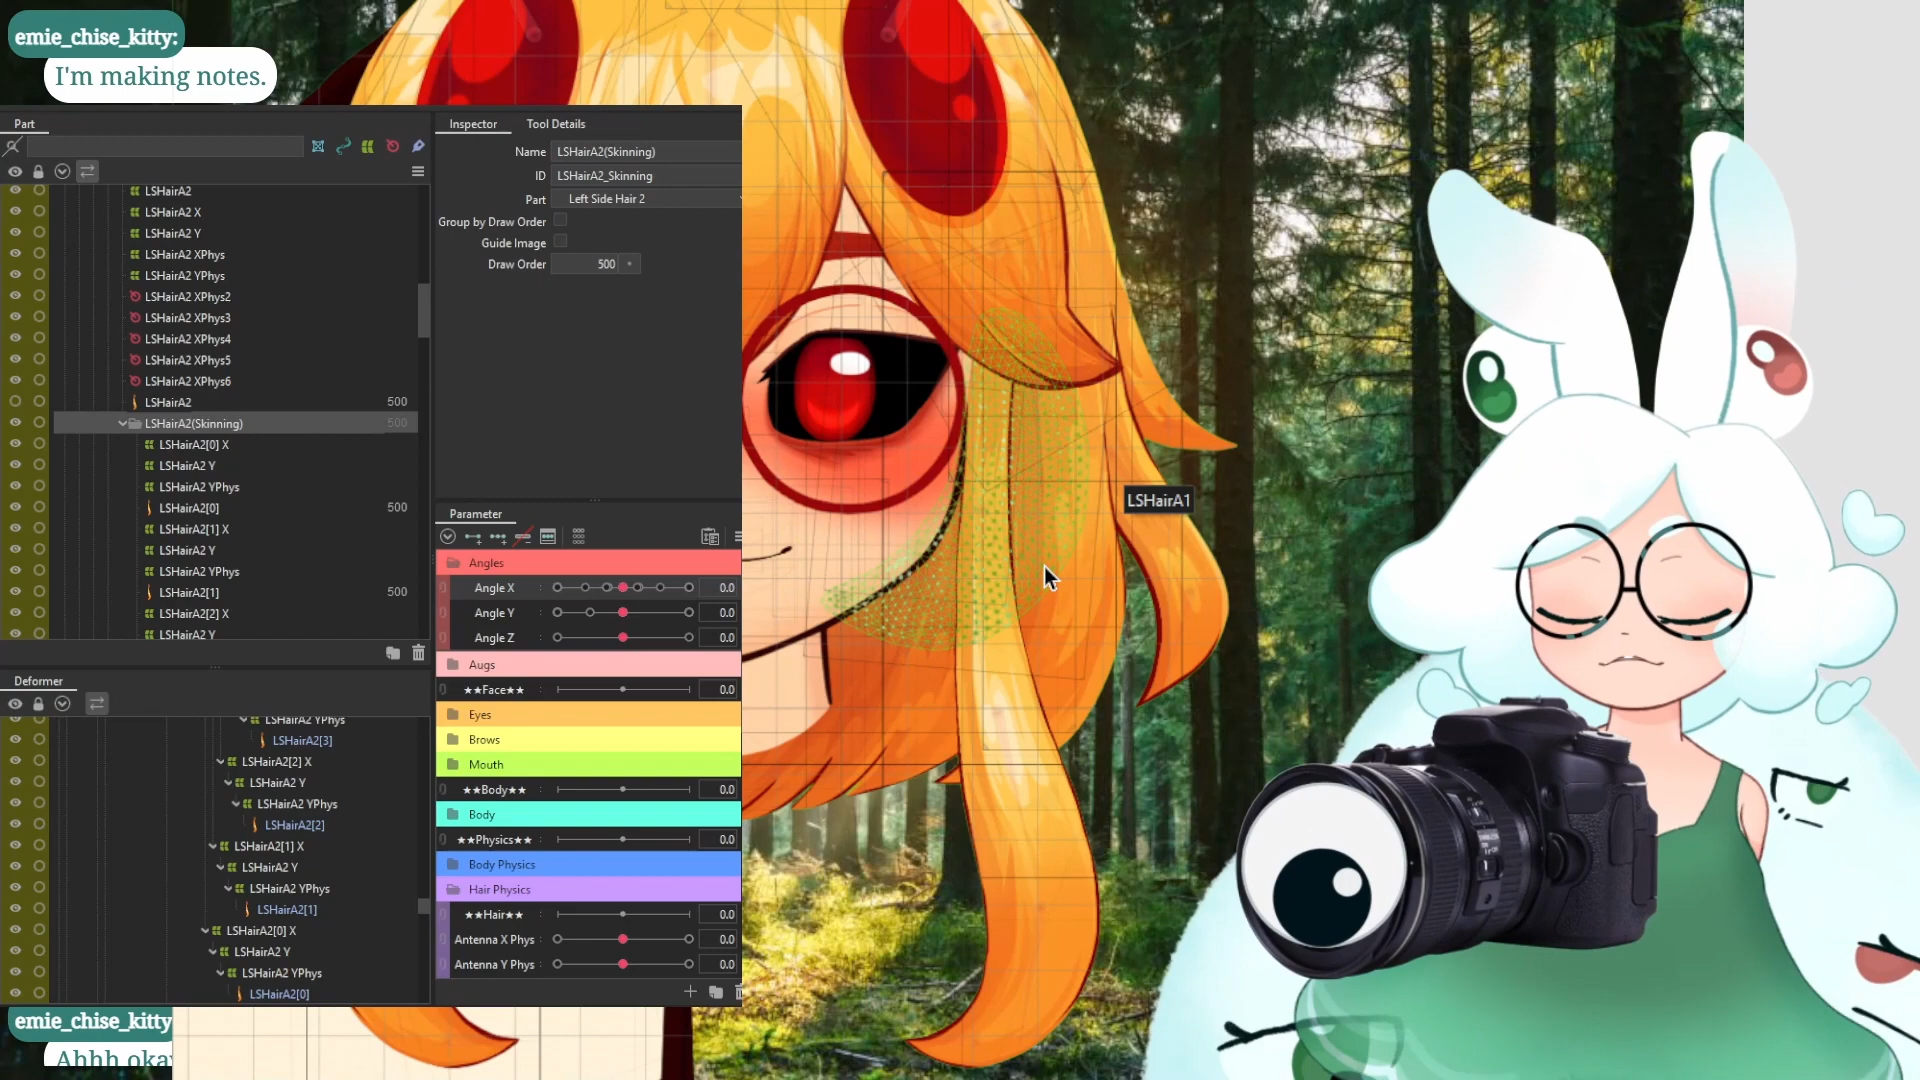 emie_chise_kitty:
I'm making notes.
Part
LSHairA2
LSHairA2 X
LSHairA2 Y
LSHairA2 XPhys
LSHairA2 YPhys
LSHairA2 XPhys2
LSHairA2 XPhys3
LSHairA2 XPhys4
LSHairA2 XPhys5
LSHairA2 XPhys6
LSHairA2 500
LSHairA2(Skinning) 500
LSHairA2[0] X
LSHairA2 Y
LSHairA2 YPhys
LSHairA2[0] 500
LSHairA2[1] X
LSHairA2 Y
LSHairA2 YPhys
LSHairA2[1] 500
LSHairA2[2] X
LSHairA2 Y
Deformer
LSHairA2 YPhys
LSHairA2[3]
LSHairA2[2] X
LSHairA2 Y
LSHairA2 YPhys
LSHairA2[2]
LSHairA2[1] X
LSHairA2 Y
LSHairA2 YPhys
LSHairA2[1]
LSHairA2[0] X
LSHairA2 Y
LSHairA2 YPhys
LSHairA2[0]
Inspector Tool Details
Name LSHairA2(Skinning)
ID LSHairA2_Skinning
Part Left Side Hair 2
Group by Draw Order
Guide Image
Draw Order 500
Parameter
Angles
Angle X : 0.0
Angle Y : 0.0
Angle Z : 0.0
Augs
★★Face★★ : 0.0
Eyes
Brows
Mouth
★★Body★★ : 0.0
Body
★★Physics★★ : 0.0
Body Physics
Hair Physics
★★Hair★★ : 0.0
Antenna X Phys : 0.0
Antenna Y Phys : 0.0
LSHairA1
emie_chise_kitty
Ahhh oka